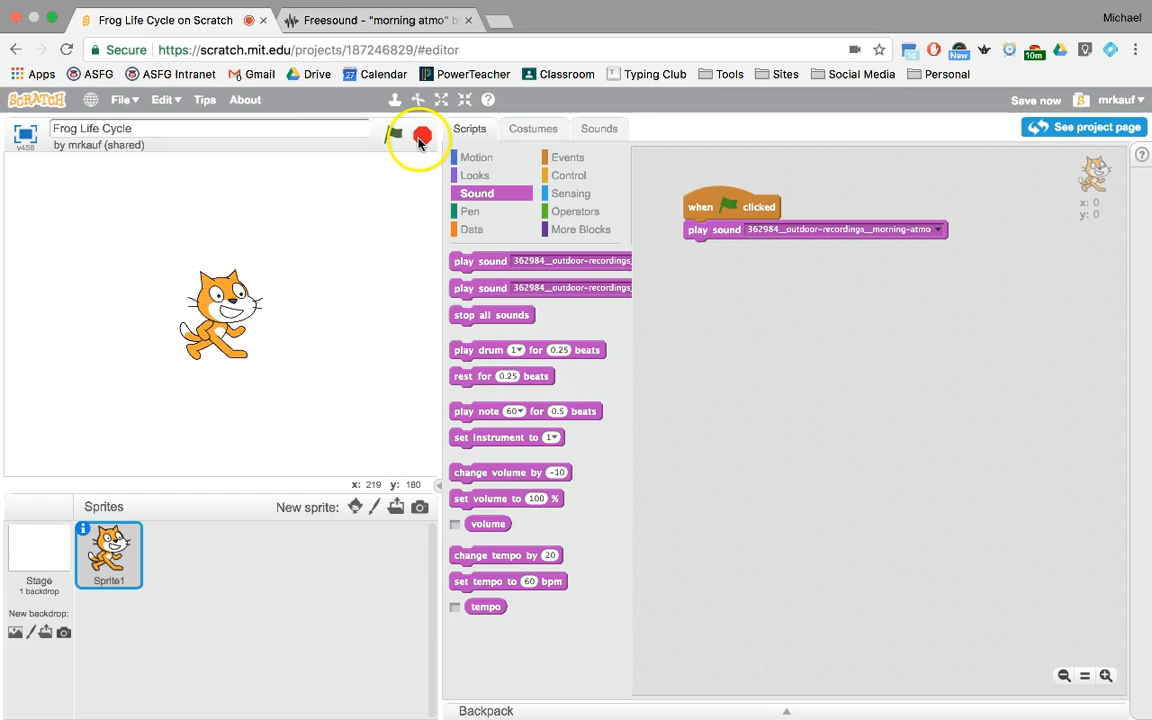 Frog Life Cycle on Scratch
Freesound - "morning atmo" b
Michael
Secure https://scratch.mit.edu/projects/187246829/#editor
1d
New
10m
Apps ASFG ASFG Intranet Gmail Drive 27 Calendar PowerTeacher Classroom T Typing Club Tools Sites Social Media Personal
SCRATCH File Edit Tips About Save now mrkauf
v458
Frog Life Cycle
by mrkauf (shared)
Scripts Costumes Sounds
See project page
Motion Events
Looks Control
Sound Sensing
Pen Operators
Data More Blocks
play sound 362984__outdoor-recordings_
play sound 362984__outdoor-recordings_
stop all sounds
play drum 1 for 0.25 beats
rest for 0.25 beats
play note 60 for 0.5 beats
set instrument to 1
change volume by -10
set volume to 100 %
volume
change tempo by 20
set tempo to 60 bpm
tempo
when clicked
play sound 362984__outdoor-recordings__morning-atmo
x: 0
y: 0
x: 219 y: 180
Sprites New sprite:
Stage
1 backdrop
New backdrop:
Sprite1
Backpack